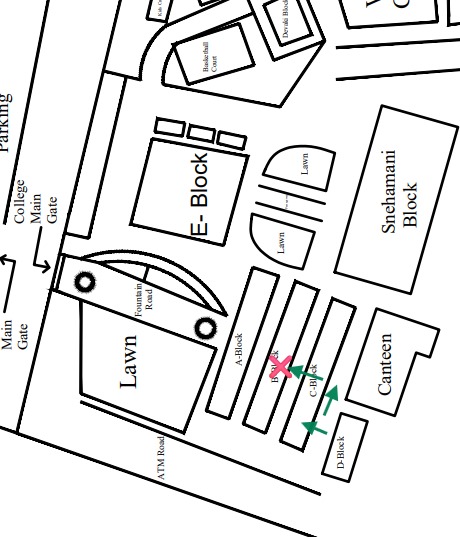 Devaki Block
Basketball
Court
Parking
College
Main
Gate
E- Block
Lawn
Lawn
Snehamani
Block
Main
Gate
Fountain
Road
Lawn
A-Block
C-Block
Canteen
D-Block
ATM Road